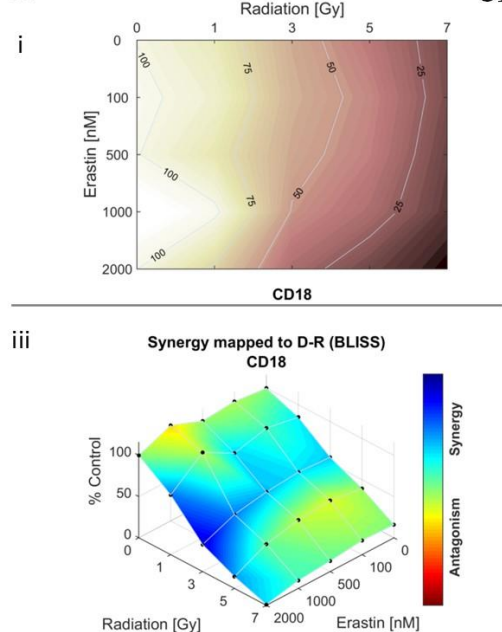 Radiation [Gy]
0 1 3 5 7
i
0
100
500
1000
2000
Erastin [nM]
100
75
50
25
100
75
50
25
100
CD18
iii
Synergy mapped to D-R (BLISS)
CD18
% Control
100
50
0
0
1
3
5
7
Radiation [Gy]
2000
1000
500
100
0
Erastin [nM]
Synergy
Antagonism